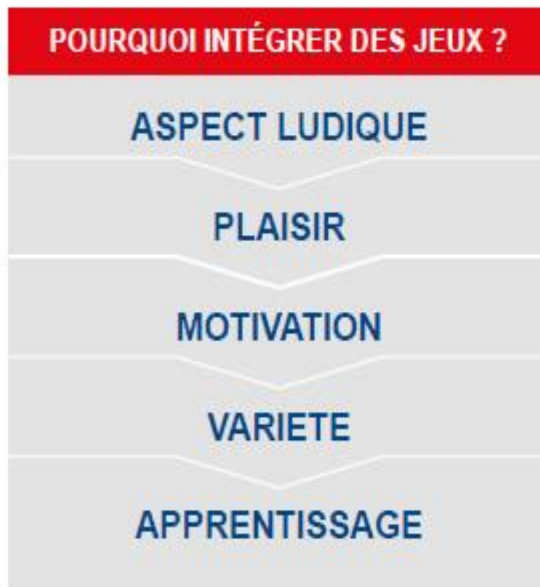 POURQUOI INTÉGRER DES JEUX ?
ASPECT LUDIQUE
PLAISIR
MOTIVATION
VARIETE
APPRENTISSAGE